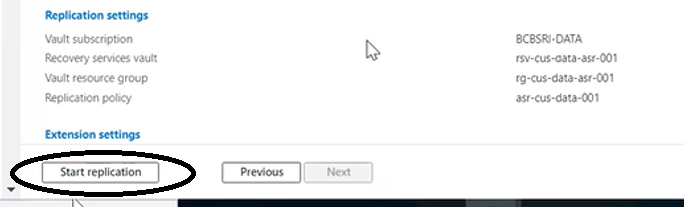 Replication settings
Vault subscription BCBSRI-DATA
Recovery services vault rsv-cus-data-asr-001
Vault resource group rg-cus-data-asr-001
Replication policy asr-cus-data-001
Extension settings
Start replication Previous Next